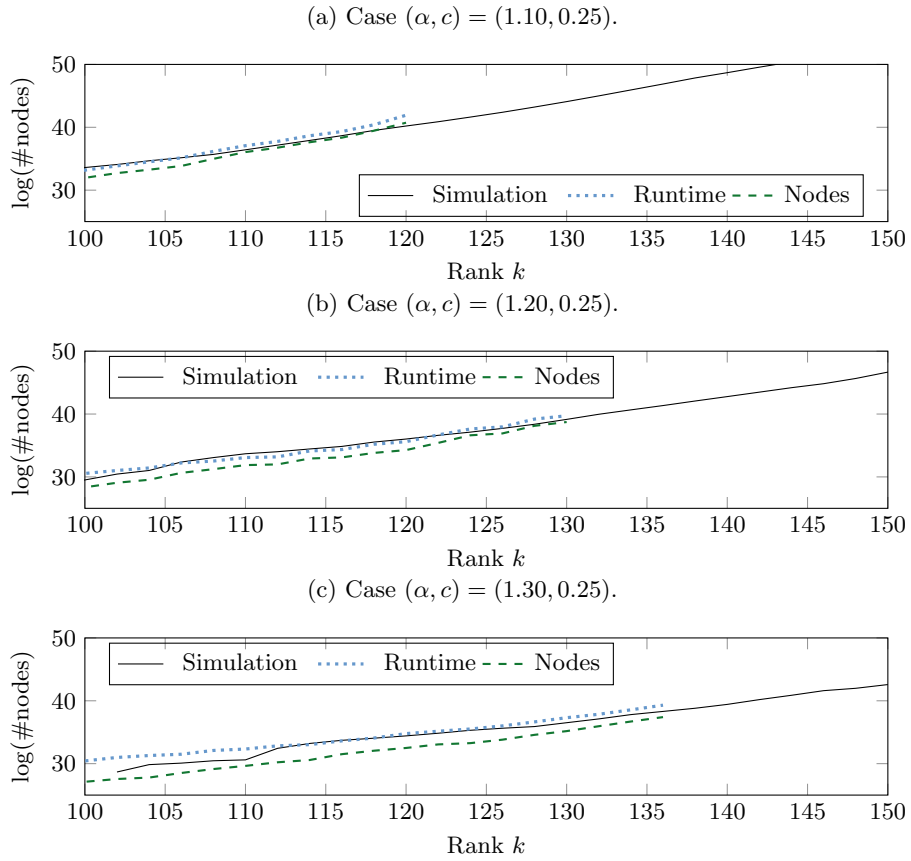 (a) Case (α, c) = (1.10, 0.25).
50
40
30
log(#nodes)
Simulation Runtime Nodes
100 105 110 115 120 125 130 135 140 145 150
Rank k
(b) Case (α, c) = (1.20, 0.25).
50
40
30
log(#nodes)
Simulation Runtime Nodes
100 105 110 115 120 125 130 135 140 145 150
Rank k
(c) Case (α, c) = (1.30, 0.25).
50
40
30
log(#nodes)
Simulation Runtime Nodes
100 105 110 115 120 125 130 135 140 145 150
Rank k